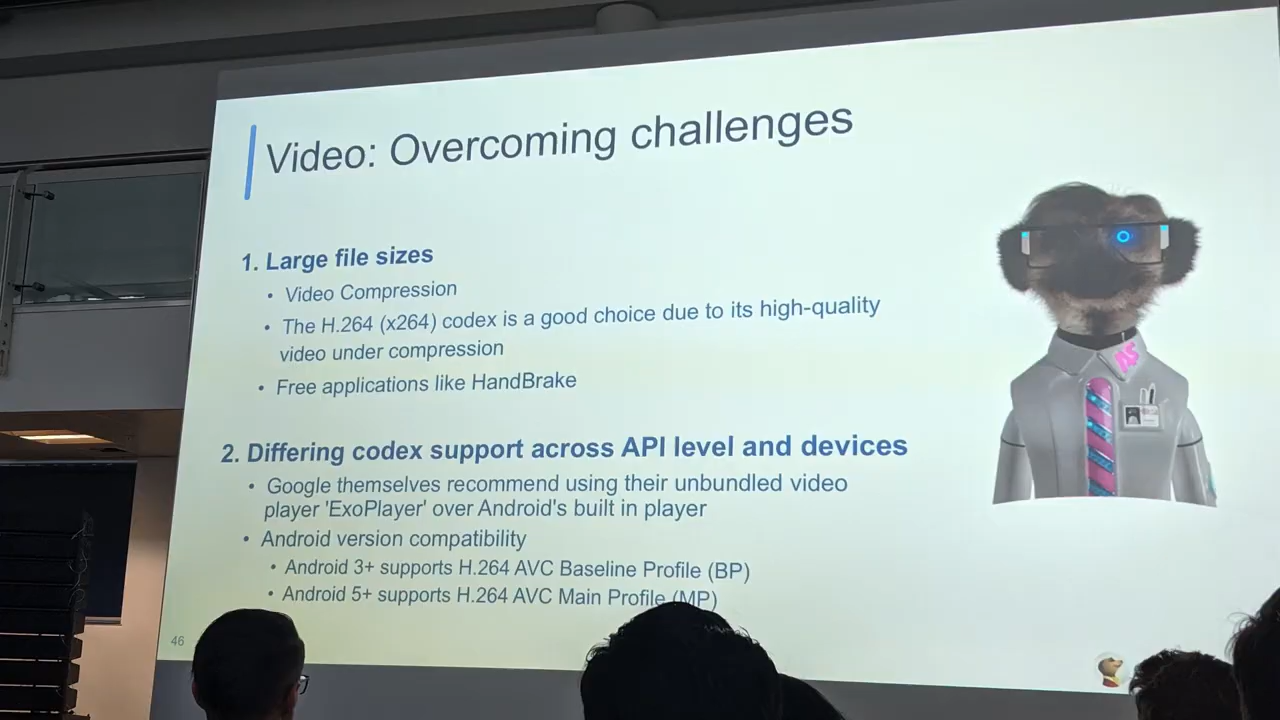 Video: Overcoming challenges
1. Large file sizes
• Video Compression
• The H.264 (x264) codex is a good choice due to its high-quality
video under compression
• Free applications like HandBrake
2. Differing codex support across API level and devices
• Google themselves recommend using their unbundled video
player 'ExoPlayer' over Android's built in player
• Android version compatibility
• Android 3+ supports H.264 AVC Baseline Profile (BP)
• Android 5+ supports H.264 AVC Main Profile (MP)
46
AS